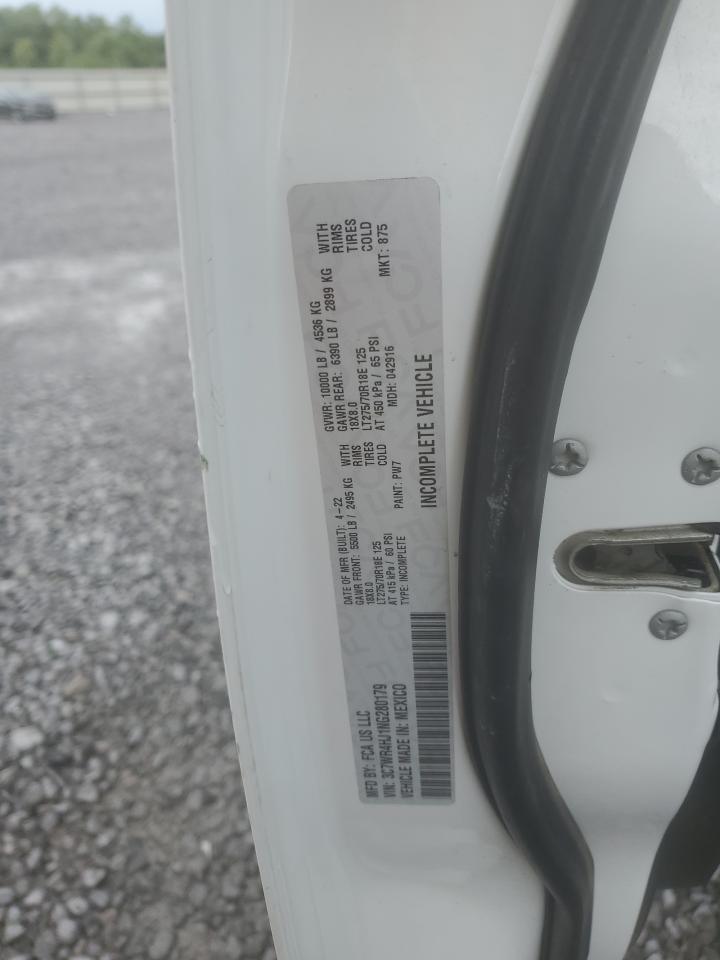 MFD BY: FCA US LLC
DATE OF MFR (BUILT): 4-22
GVWR: 10000 LB / 4536 KG
VIN: 3C7WR4HJ1NG280179
GAWR FRONT: 5500 LB / 2495 KG WITH
GAWR REAR: 6390 LB / 2899 KG WITH
VEHICLE MADE IN: MEXICO
18X8.0 RIMS
18X8.0 RIMS
LT275/70R18E 125 TIRES
LT275/70R18E 125 TIRES
AT 415 kPa / 60 PSI COLD
AT 450 kPa / 65 PSI COLD
TYPE: INCOMPLETE PAINT: PW7 MDH: 042916 MKT: 875
INCOMPLETE VEHICLE